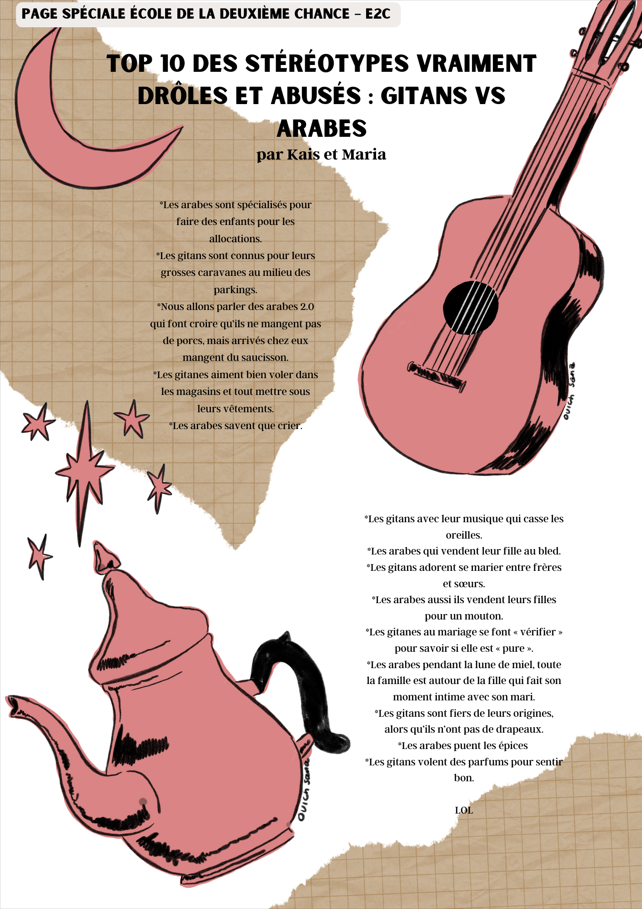 PAGE SPÉCIALE ÉCOLE DE LA DEUXIÈME CHANCE - E2C
TOP 10 DES STÉRÉOTYPES VRAIMENT
DRÔLES ET ABUSÉS : GITANS VS
ARABES
par Kais et Maria
*Les arabes sont spécialisés pour
faire des enfants pour les
allocations.
*Les gitans sont connus pour leurs
grosses caravanes au milieu des
parkings.
*Nous allons parler des arabes 2.0
qui font croire qu'ils ne mangent pas
de porcs, mais arrivés chez eux
mangent du saucisson.
*Les gitanes aiment bien voler dans
les magasins et tout mettre sous
leurs vêtements.
*Les arabes savent que crier.
ouich sana
*Les gitans avec leur musique qui casse les
oreilles.
*Les arabes qui vendent leur fille au bled.
*Les gitans adorent se marier entre frères
et sœurs.
*Les arabes aussi ils vendent leurs filles
pour un mouton.
*Les gitanes au mariage se font « vérifier »
pour savoir si elle est « pure ».
*Les arabes pendant la lune de miel, toute
la famille est autour de la fille qui fait son
moment intime avec son mari.
*Les gitans sont fiers de leurs origines,
alors qu'ils n'ont pas de drapeaux.
*Les arabes puent les épices
*Les gitans volent des parfums pour sentir
bon.
LOL
ouich sana